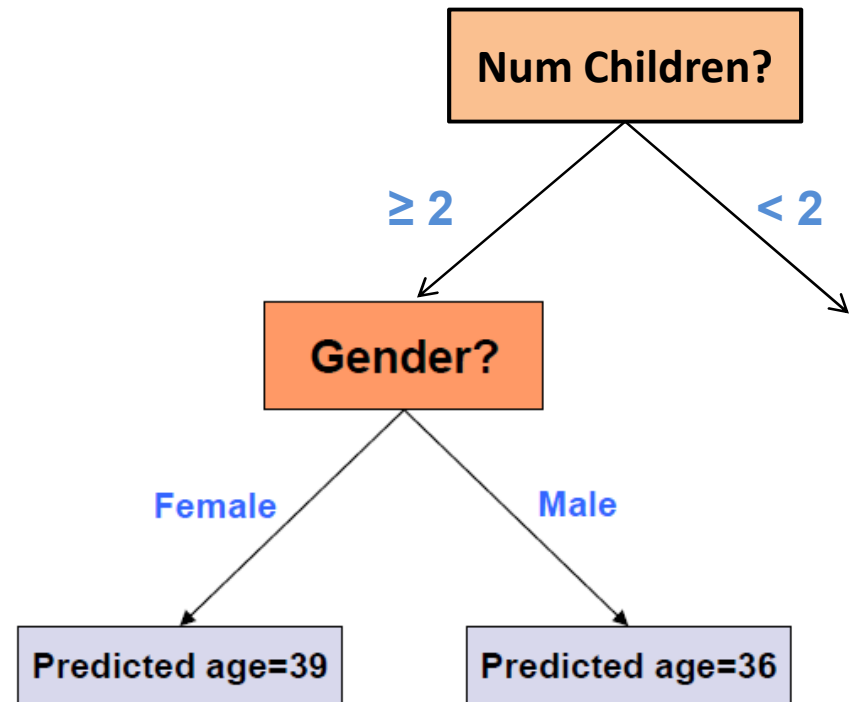 Num Children?
≥ 2
< 2
Gender?
Female
Male
Predicted age=39
Predicted age=36